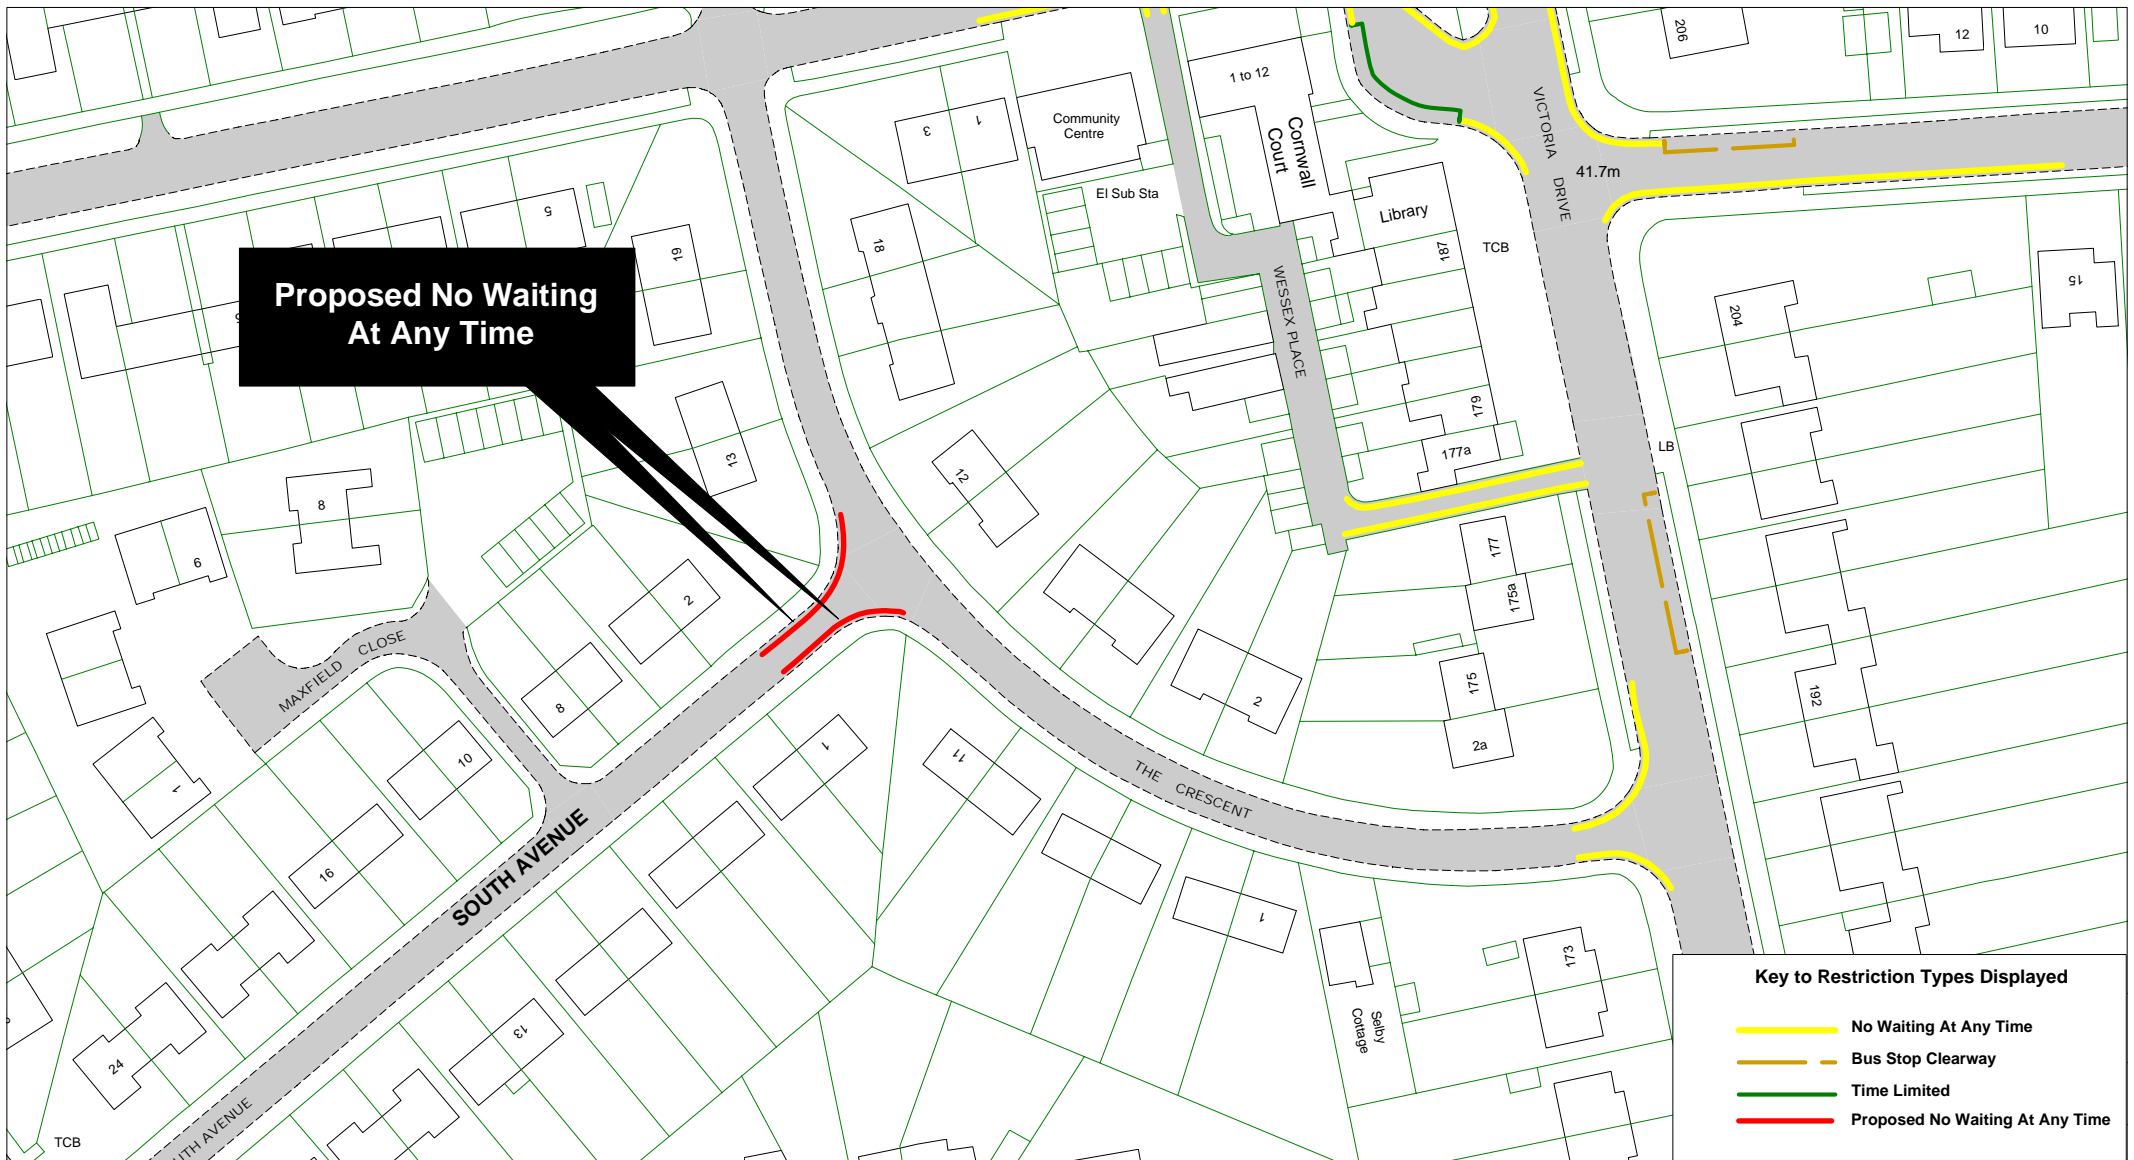 206
12
10
1 to 12
Cornwall
Court
Community
Centre
3
1
El Sub Sta
Library
187
TCB
VICTORIA DRIVE
41.7m
5
19
18
15
204
Proposed No Waiting
At Any Time
WESSEX PLACE
179
177a
LB
13
12
8
6
2
177
175a
175
2a
2
192
MAXFIELD CLOSE
8
10
1
1
11
THE CRESCENT
16
SOUTH AVENUE
1
173
Selby
Cottage
13
24
TCB
UTH AVENUE
Key to Restriction Types Displayed
No Waiting At Any Time
Bus Stop Clearway
Time Limited
Proposed No Waiting At Any Time